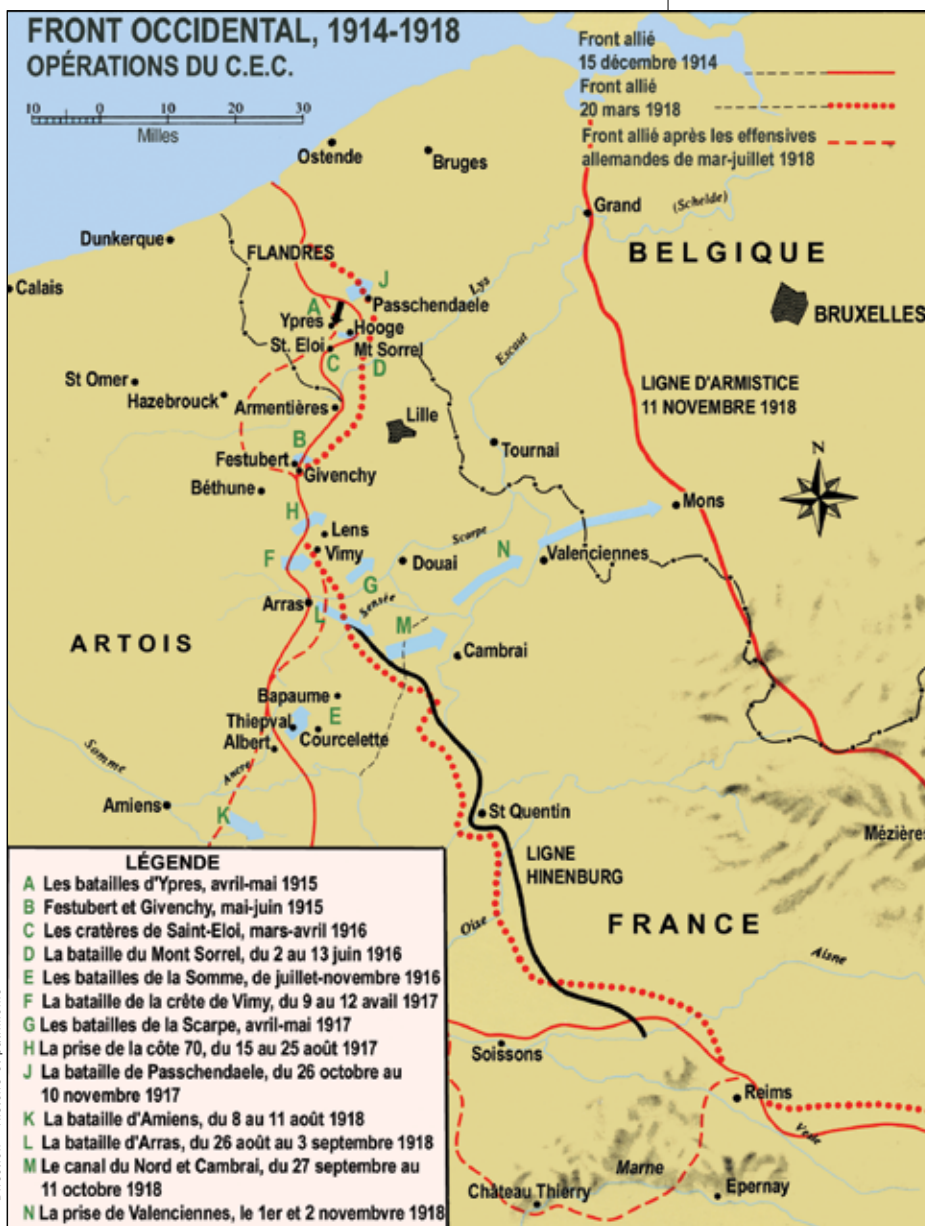 FRONT OCCIDENTAL, 1914-1918
OPÉRATIONS DU C.E.C.
10 0 10 20 30
Milles
Front allié
15 décembre 1914
Front allié
20 mars 1918
Front allié après les effensives
allemandes de mar-juillet 1918
Ostende
Bruges
Grand
(Schelde)
BELGIQUE
Dunkerque
FLANDRES
Calais
Lys
J
Passchendaele
BRUXELLES
A
Ypres
Hooge
St. Eloi
Mt Sorrel
C
D
Escaut
St Omer
Hazebrouck
Armentières
Lille
LIGNE D'ARMISTICE
11 NOVEMBRE 1918
Tournai
B
Festubert
Givenchy
Béthune
N
Mons
H
Lens
Vimy
Scarpe
N
F
G
Douai
Valenciennes
Arras
L
Sensée
M
ARTOIS
Cambrai
Bapaume
Thiepval
E
Albert
Courcelette
Somme
Ancre
Amiens
K
St Quentin
Mézières
LIGNE
HINENBURG
FRANCE
Oise
Aisne
Soissons
Reims
Vesle
Marne
Château Thierry
Epernay
LÉGENDE
A Les batailles d'Ypres, avril-mai 1915
B Festubert et Givenchy, mai-juin 1915
C Les cratères de Saint-Eloi, mars-avril 1916
D La bataille du Mont Sorrel, du 2 au 13 juin 1916
E Les batailles de la Somme, de juillet-novembre 1916
F La bataille de la crête de Vimy, du 9 au 12 avail 1917
G Les batailles de la Scarpe, avril-mai 1917
H La prise de la côte 70, du 15 au 25 août 1917
J La bataille de Passchendaele, du 26 octobre au
10 novembre 1917
K La bataille d'Amiens, du 8 au 11 août 1918
L La bataille d'Arras, du 26 août au 3 septembre 1918
M Le canal du Nord et Cambrai, du 27 septembre au
11 octobre 1918
N La prise de Valenciennes, le 1er et 2 novembvre 1918